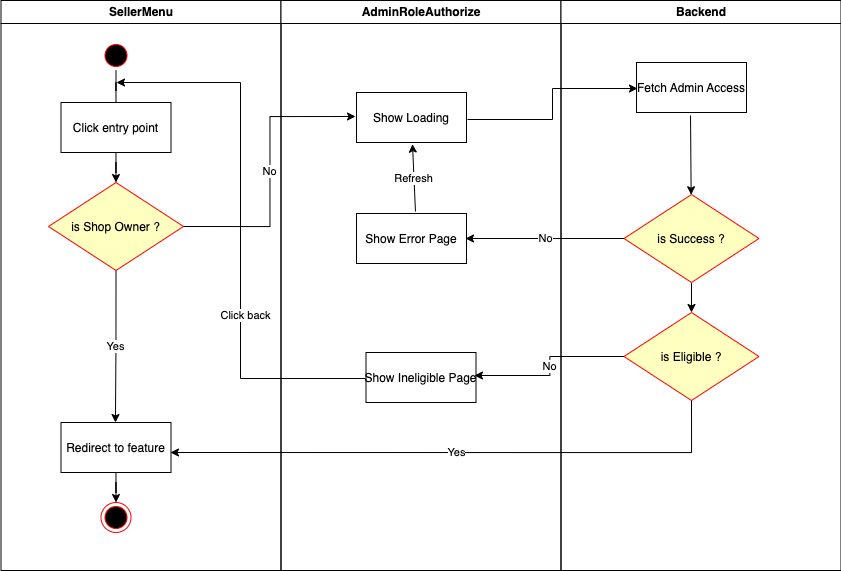 SellerMenu
AdminRoleAuthorize
Backend
Click entry point
Show Loading
Fetch Admin Access
No
Refresh
is Shop Owner ?
Show Error Page
No
is Success ?
Click back
Yes
is Eligible ?
No
Show Ineligible Page
Redirect to feature
Yes